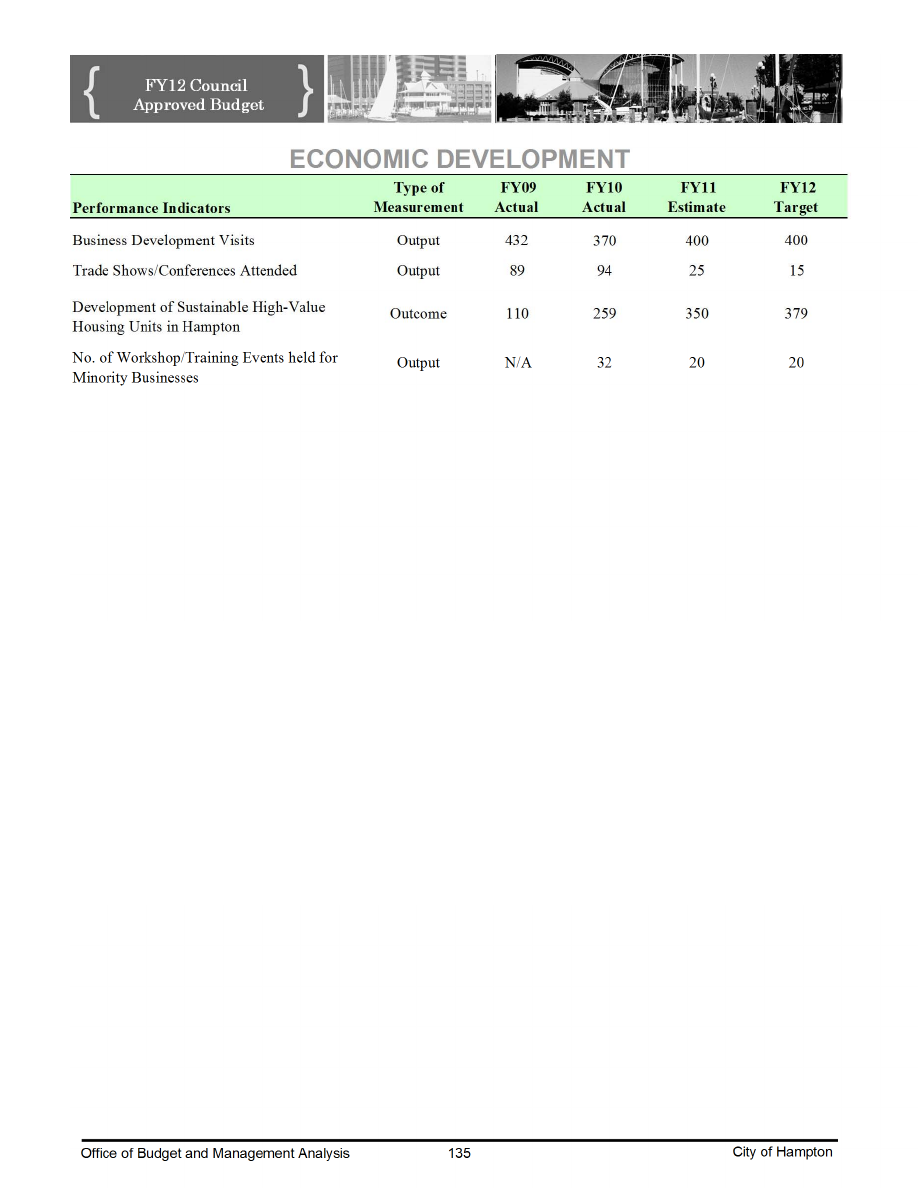 FY12 Council
Approved Budget
ECONOMIC DEVELOPMENT
Performance Indicators Type of Measurement FY09 Actual FY10 Actual FY11 Estimate FY12 Target
Business Development Visits Output 432 370 400 400
Trade Shows/Conferences Attended Output 89 94 25 15
Development of Sustainable High-Value
Housing Units in Hampton Outcome 110 259 350 379
No. of Workshop/Training Events held for
Minority Businesses Output N/A 32 20 20
Office of Budget and Management Analysis 135 City of Hampton